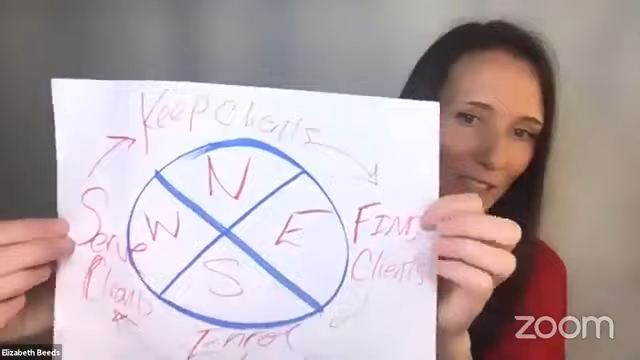 Keep Clients
N
W E
S
Serve
Clients
FIND
Clients
Enrol
Elizabeth Beeds
zoom